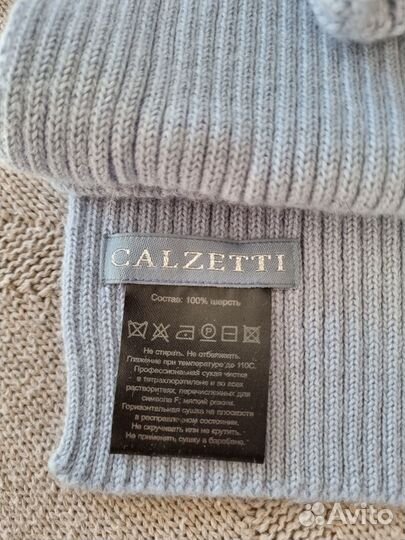 CALZETTI
Состав: 100% шерсть
Не стирать. Не отбеливать.
Глажение при температуре до 110С.
Профессиональная сухая чистка
в тетрахлорэтилене и во всех
растворителях, перечисленных для
символа F; мягкий режим.
Горизонтальная сушка на плоскости
в расправленном состоянии.
Не скручивать или не крутить.
Не применять сушку в барабане.
Avito